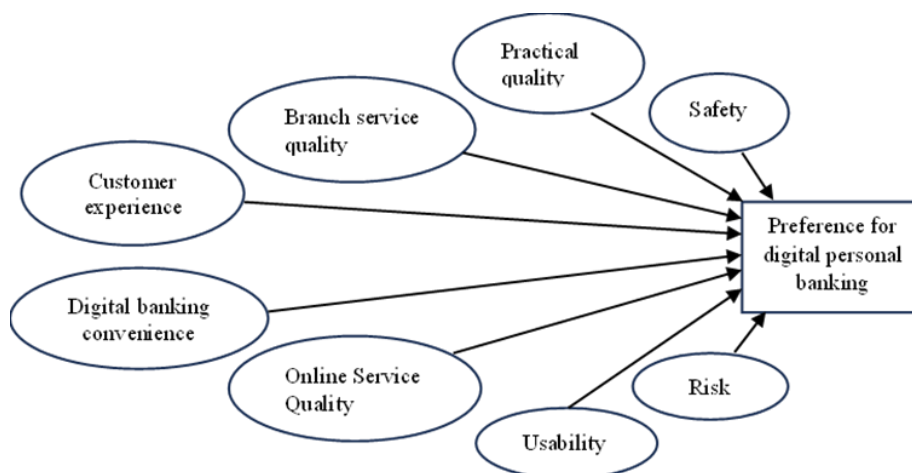 Practical
quality
Safety
Branch service
quality
Customer
experience
Preference for
digital personal
banking
Digital banking
convenience
Online Service
Quality
Risk
Usability